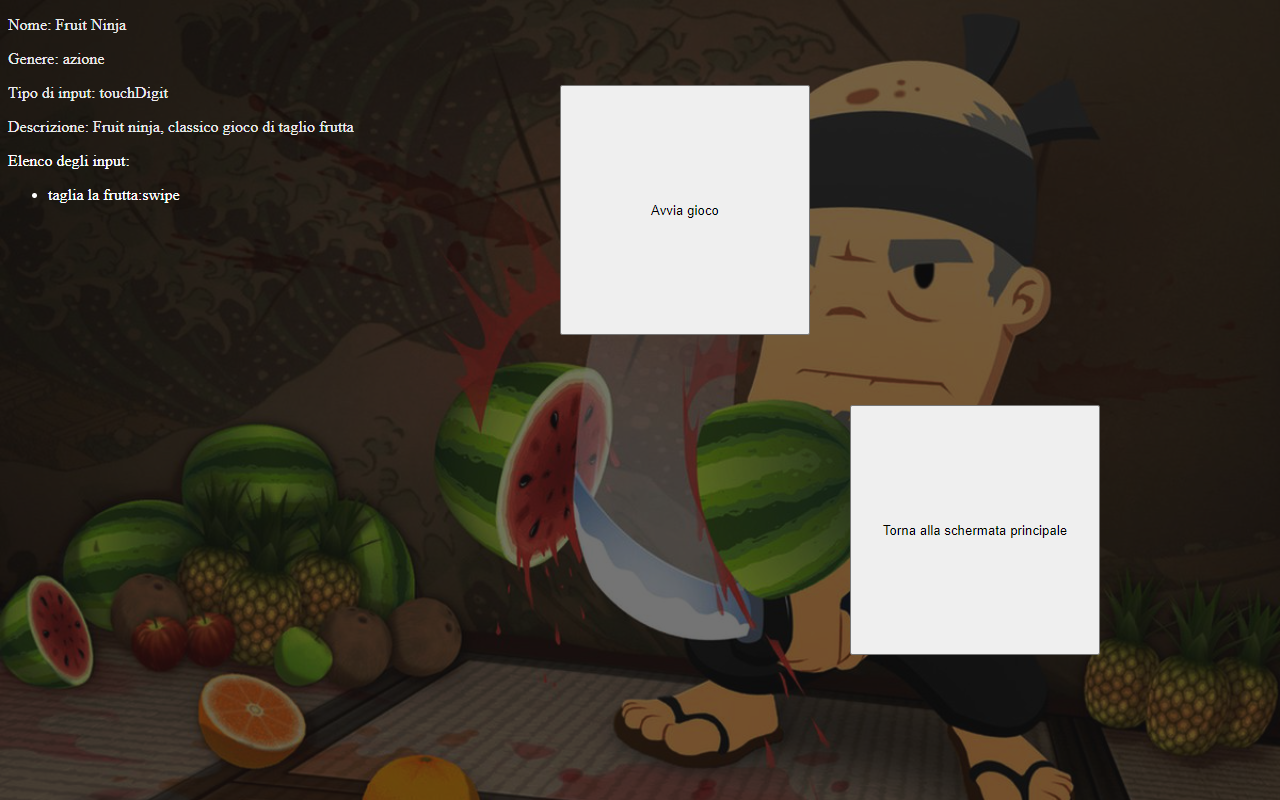 Nome: Fruit Ninja
Genere: azione
Tipo di input: touchDigit
Descrizione: Fruit ninja, classico gioco di taglio frutta
Elenco degli input:
• taglia la frutta:swipe
Avvia gioco
Torna alla schermata principale